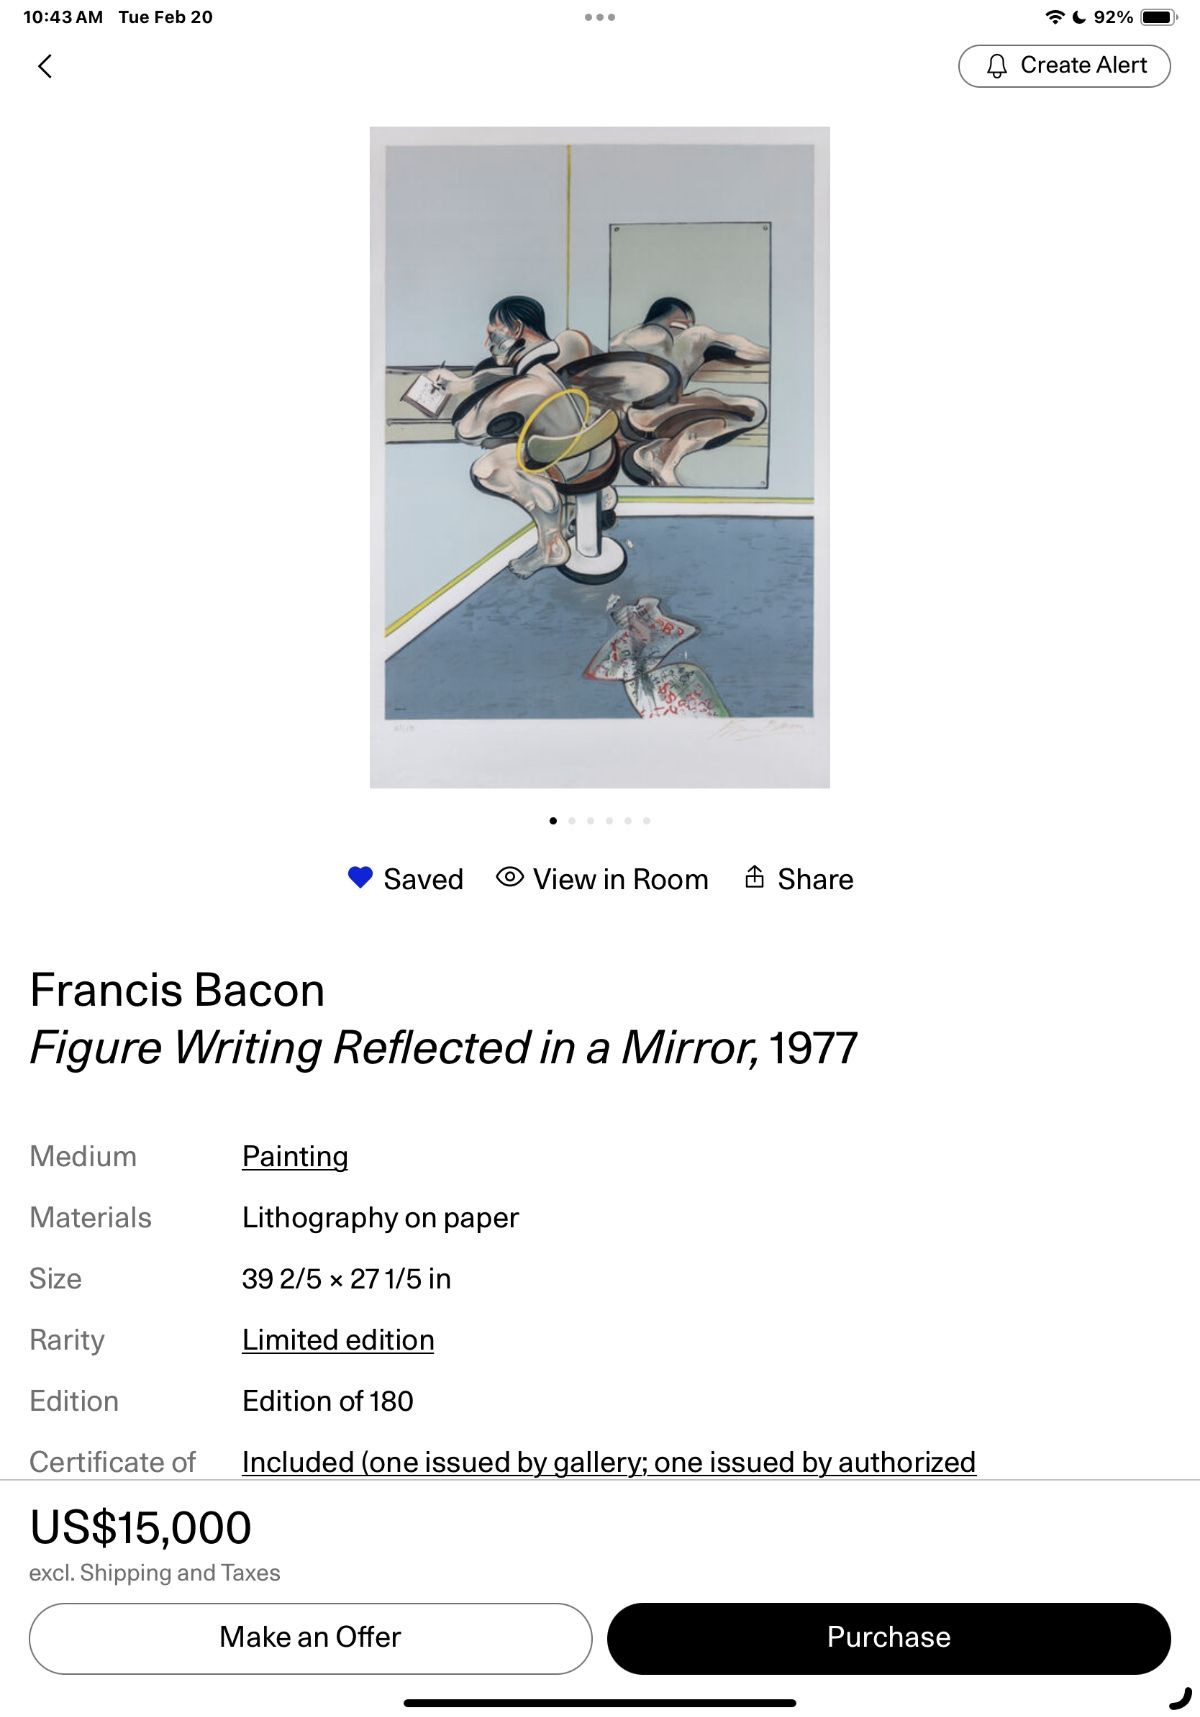 10:43 AM Tue Feb 20
92%
Create Alert
Saved View in Room Share
Francis Bacon
Figure Writing Reflected in a Mirror, 1977
Medium Painting
Materials Lithography on paper
Size 39 2/5 × 27 1/5 in
Rarity Limited edition
Edition Edition of 180
Certificate of Included (one issued by gallery; one issued by authorized
US$15,000
excl. Shipping and Taxes
Make an Offer Purchase